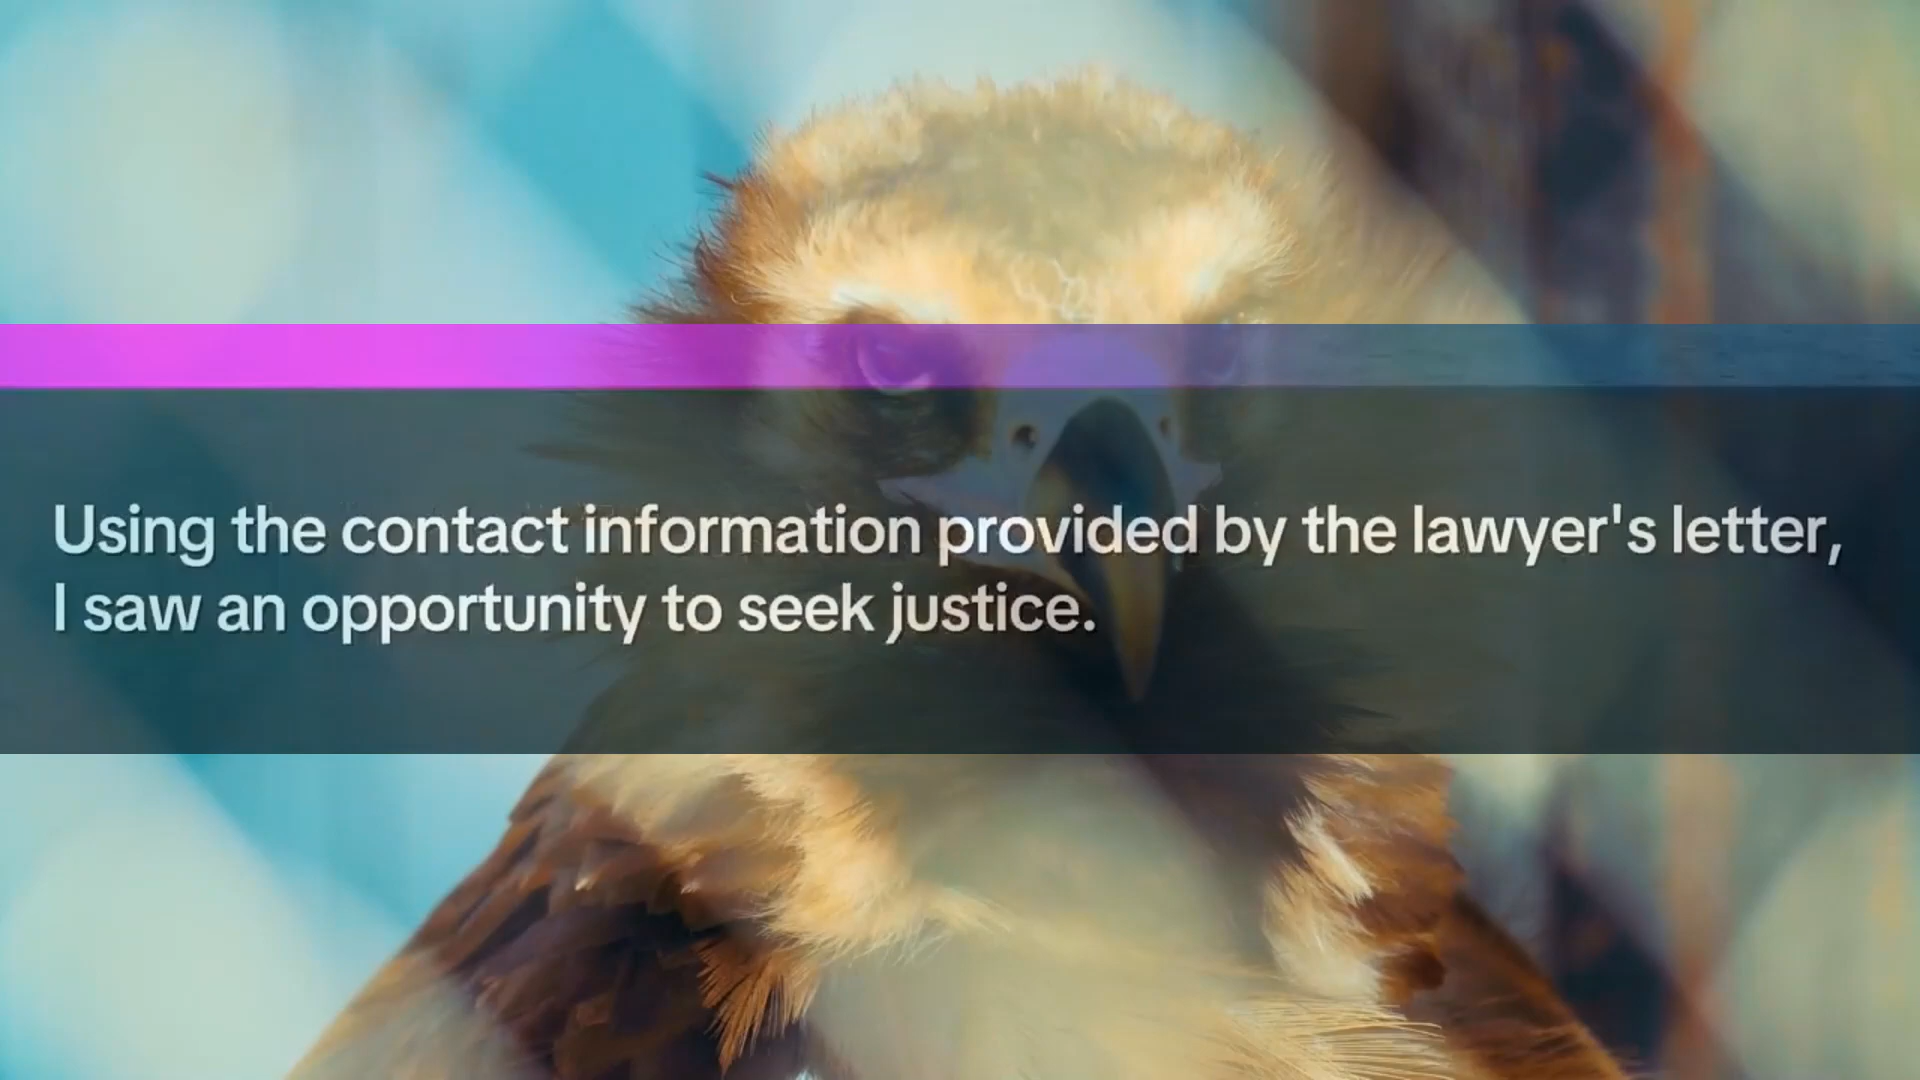 Using the contact information provided by the lawyer's letter,
I saw an opportunity to seek justice.